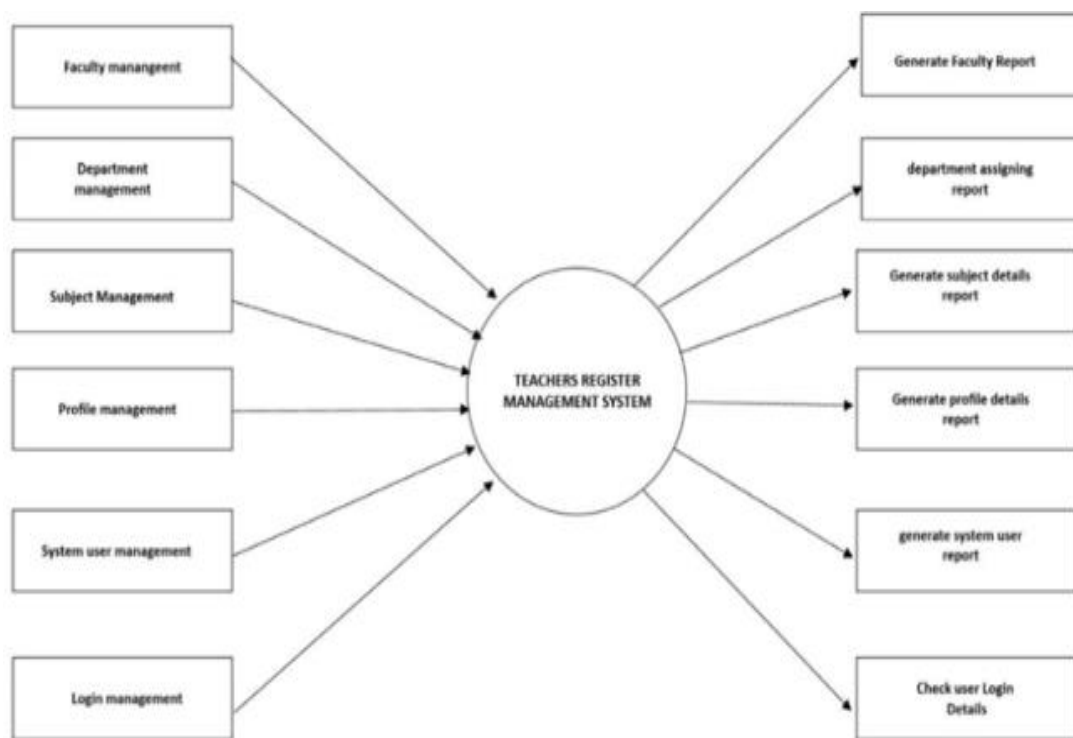 Faculty manangeent
Department
management
Subject Management
Profile management
System user management
Login management
TEACHERS REGISTER
MANAGEMENT SYSTEM
Generate Faculty Report
department assigning
report
Generate subject details
report
Generate profile details
report
generate system user
report
Check user Login
Details